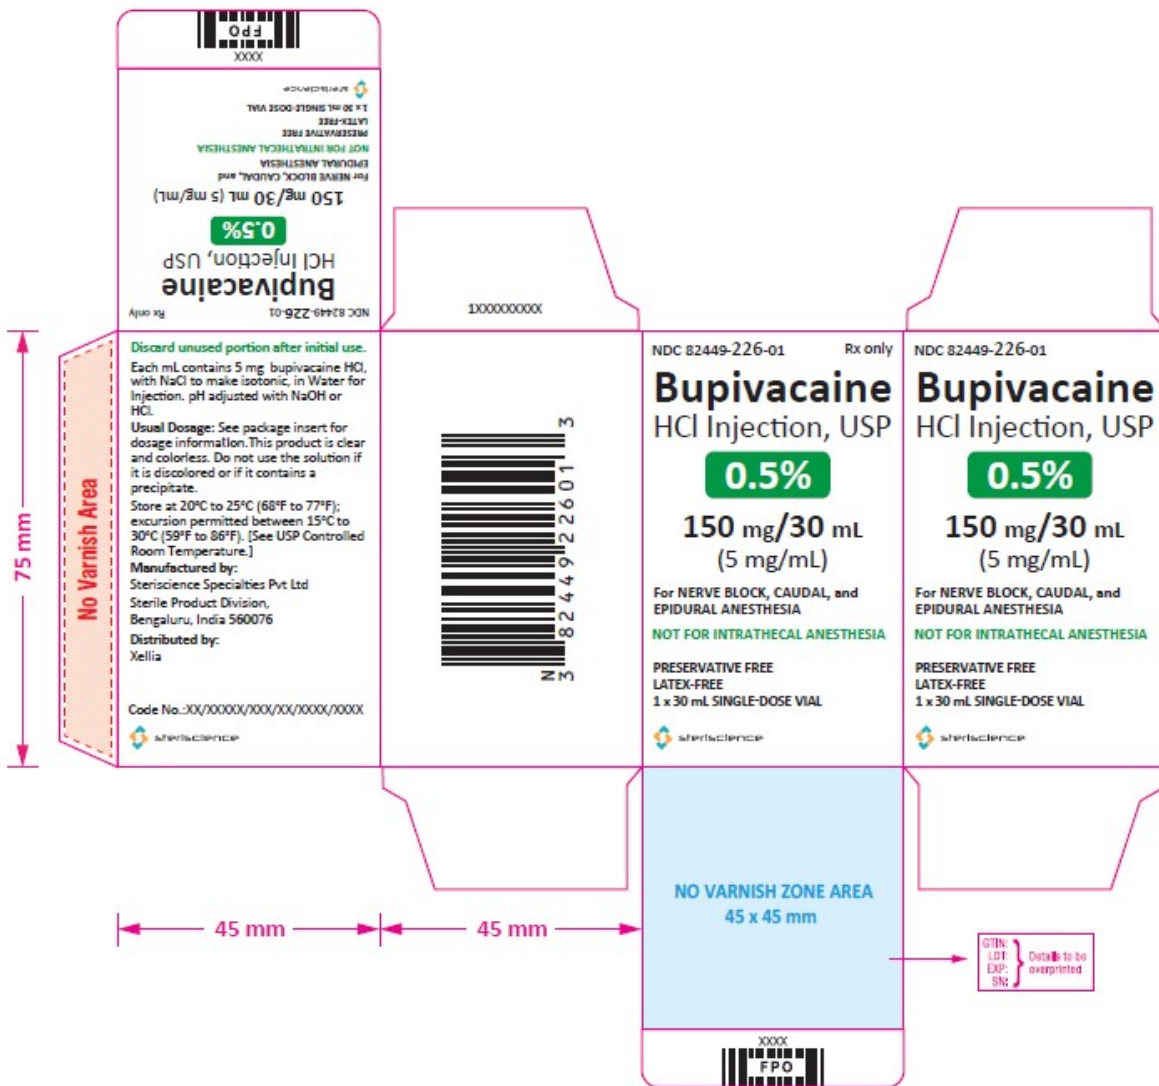 FPO
XXXX
steriscience
1 x 30 mL SINGLE-DOSE VIAL
LATEX-FREE
PRESERVATIVE FREE
NOT FOR INTRATHECAL ANESTHESIA
EPIDURAL ANESTHESIA
For NERVE BLOCK, CAUDAL, and
150 mg/30 mL (5 mg/mL)
0.5%
HCl Injection, USP
Bupivacaine
NDC 82449-226-01 Rx only
1XXXXXXXXX
75 mm
No Varnish Area
Discard unused portion after initial use.
Each mL contains 5 mg bupivacaine HCl,
with NaCl to make isotonic, in Water for
Injection. pH adjusted with NaOH or
HCl.
Usual Dosage: See package insert for
dosage information.This product is clear
and colorless. Do not use the solution if
it is discolored or if it contains a
precipitate.
Store at 20°C to 25°C (68°F to 77°F);
excursion permitted between 15°C to
30°C (59°F to 86°F). [See USP Controlled
Room Temperature.]
Manufactured by:
Steriscience Specialties Pvt Ltd
Sterile Product Division,
Bengaluru, India 560076
Distributed by:
Xellia
Code No.:XX/XXXXX/XXX/XX/XXXX/XXXX
steriscience
N
3 82449 22601 3
NDC 82449-226-01 Rx only
Bupivacaine
HCl Injection, USP
0.5%
150 mg/30 mL
(5 mg/mL)
For NERVE BLOCK, CAUDAL, and
EPIDURAL ANESTHESIA
NOT FOR INTRATHECAL ANESTHESIA
PRESERVATIVE FREE
LATEX-FREE
1 x 30 mL SINGLE-DOSE VIAL
steriscience
NDC 82449-226-01
Bupivacaine
HCl Injection, USP
0.5%
150 mg/30 mL
(5 mg/mL)
For NERVE BLOCK, CAUDAL, and
EPIDURAL ANESTHESIA
NOT FOR INTRATHECAL ANESTHESIA
PRESERVATIVE FREE
LATEX-FREE
1 x 30 mL SINGLE-DOSE VIAL
steriscience
45 mm
45 mm
NO VARNISH ZONE AREA
45 x 45 mm
GTIN:
LOT:
EXP:
SN:
Details to be
overprinted
XXXX
FPO